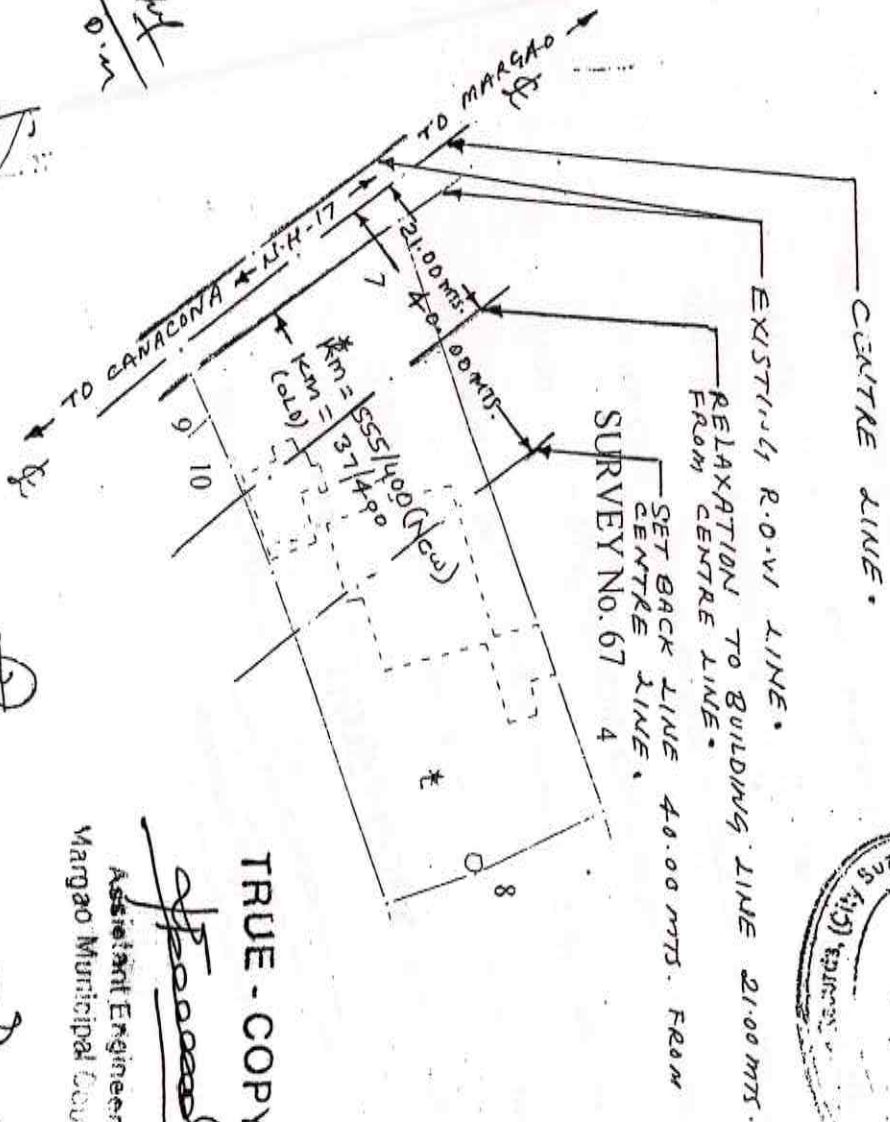 CENTRE LINE.
EXISTING R.O.W LINE.
RELAXATION TO BUILDING LINE 21.00 MTS.
FROM CENTRE LINE.
SET BACK LINE 40.00 MTS. FROM
CENTRE LINE.
SURVEY No. 67
4
TO MARGAO
N.H-17
TO CANACONA
21.00 MTS.
40.00 MTS.
7
*Km = 555/400 (New)
Km = 37/490
(OLD)
9
10
8
TRUE - COPY
Assistant Engineer
Margao Municipal